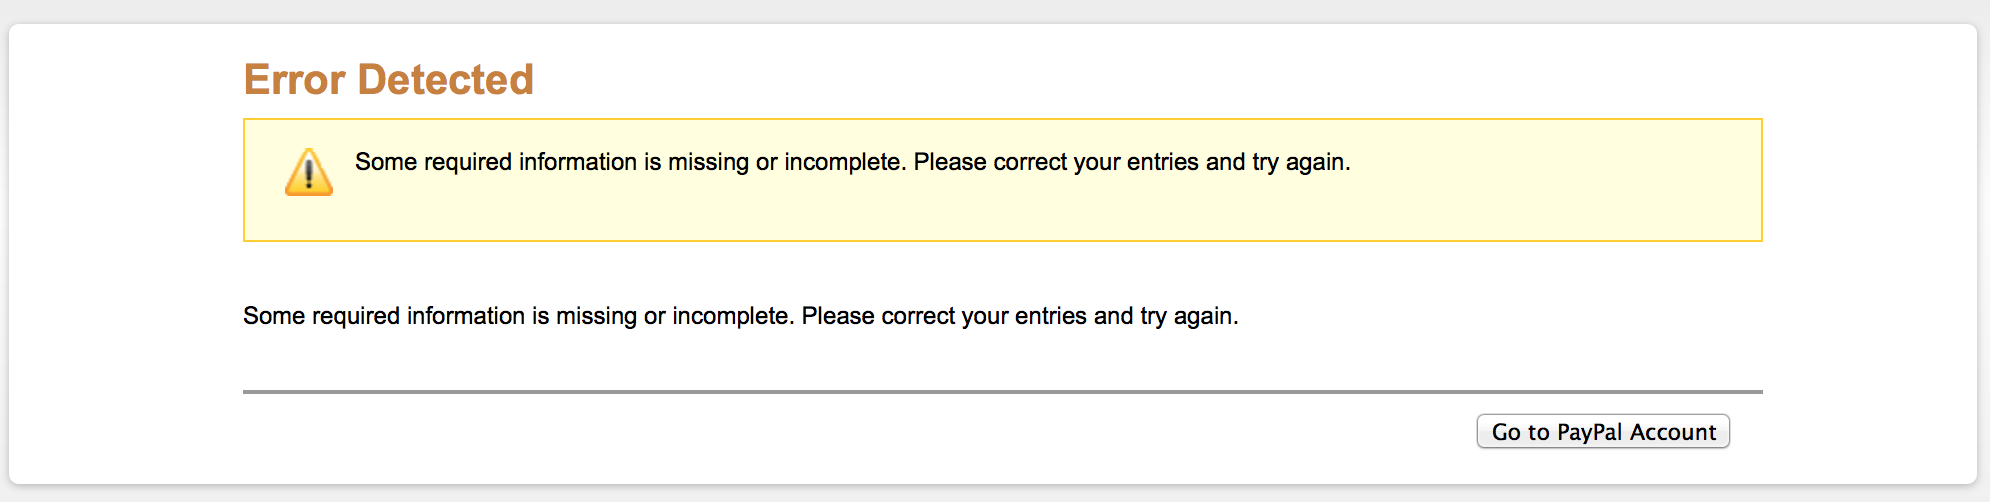 Error Detected
Some required information is missing or incomplete. Please correct your entries and try again.
Some required information is missing or incomplete. Please correct your entries and try again.
Go to PayPal Account